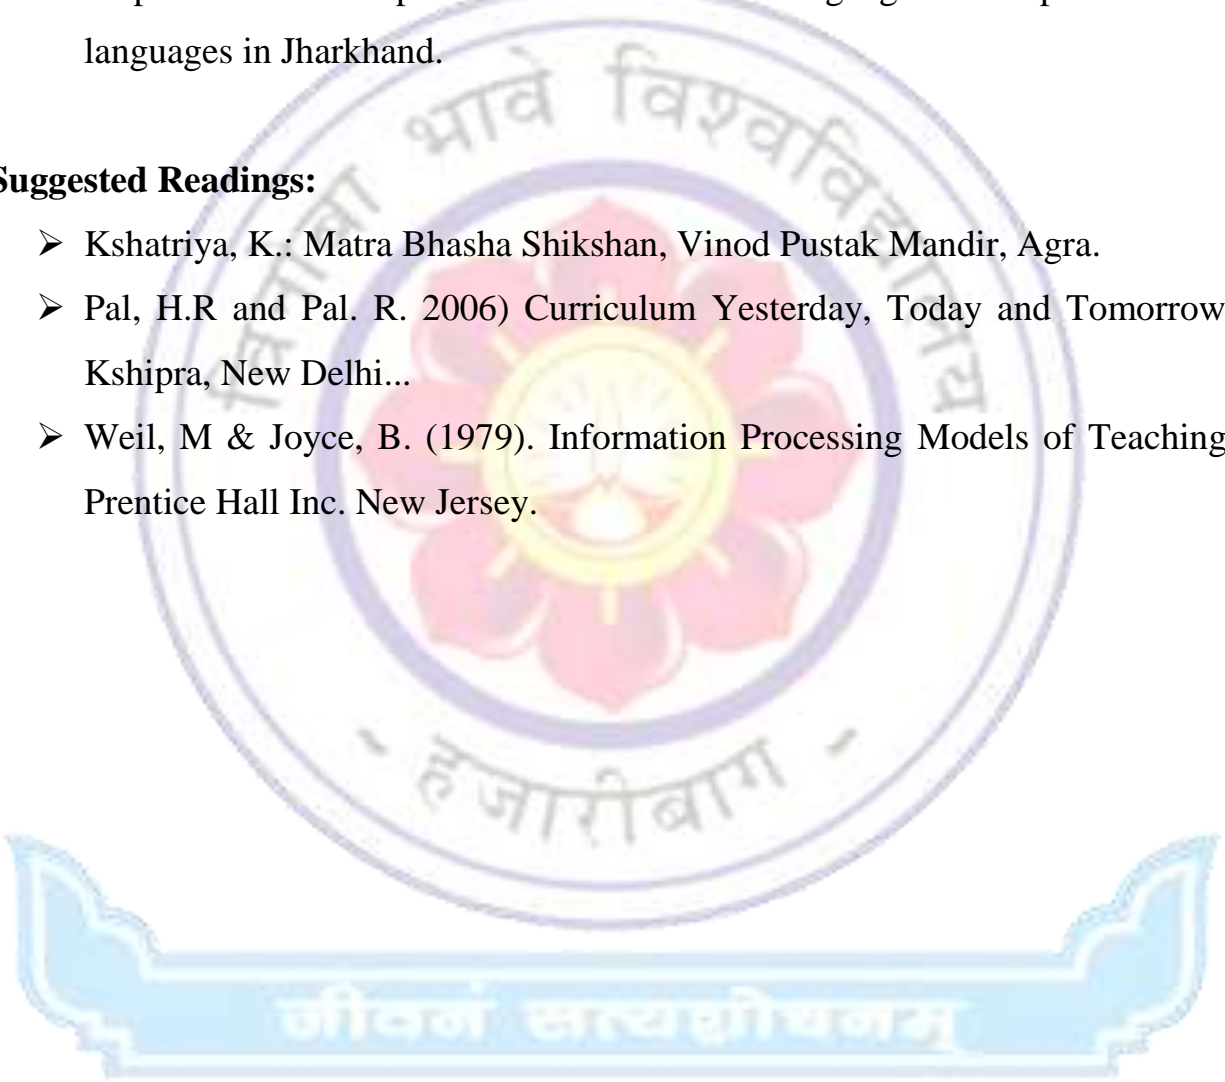 languages in Jharkhand.
Suggested Readings:
➢ Kshatriya, K.: Matra Bhasha Shikshan, Vinod Pustak Mandir, Agra.
➢ Pal, H.R and Pal. R. 2006) Curriculum Yesterday, Today and Tomorrow
Kshipra, New Delhi...
➢ Weil, M & Joyce, B. (1979). Information Processing Models of Teaching
Prentice Hall Inc. New Jersey.
विनोबा भावे विश्वविद्यालय
- हजारीबाग -
जीवनं सत्यशोधनम्